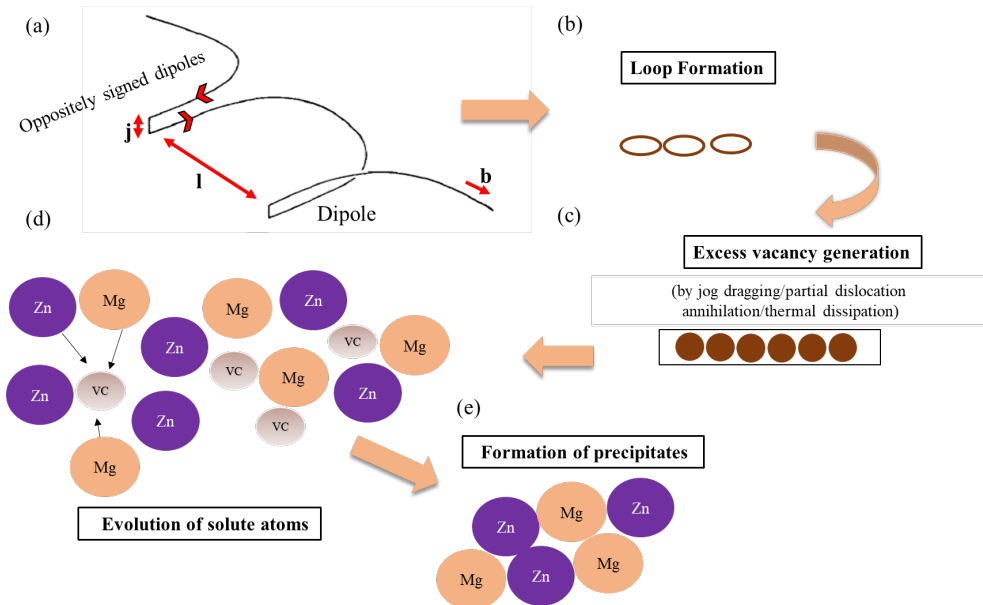 (a)
Oppositely signed dipoles
j
l
b
Dipole
(b)
Loop Formation
(c)
Excess vacancy generation
(by jog dragging/partial dislocation
annihilation/thermal dissipation)
(d)
Zn
Mg
Zn
Mg
Zn
VC
Mg
VC
Zn
VC
Mg
Zn
Zn
VC
Mg
Evolution of solute atoms
(e)
Formation of precipitates
Zn
Mg
Zn
Mg
Zn
Mg